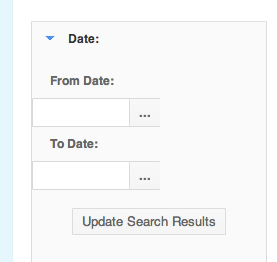 Date:
From Date:
...
To Date:
...
Update Search Results